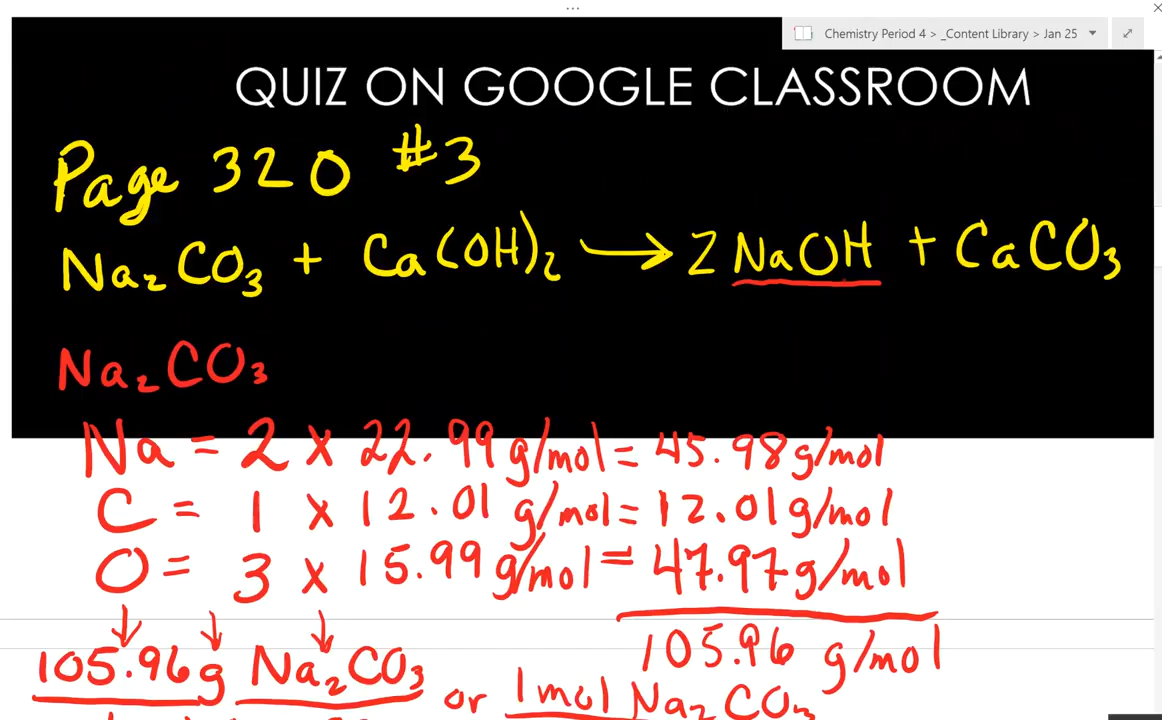 Chemistry Period 4 > _Content Library > Jan 25
QUIZ ON GOOGLE CLASSROOM
Page 320 #3
Na₂CO₃ + Ca(OH)₂ → 2 NaOH + CaCO₃
Na₂CO₃
Na = 2 x 22.99 g/mol = 45.98 g/mol
C = 1 x 12.01 g/mol = 12.01 g/mol
O = 3 x 15.99 g/mol = 47.97 g/mol
105.96 g/mol
105.96g Na₂CO₃ or 1 mol Na₂CO₃